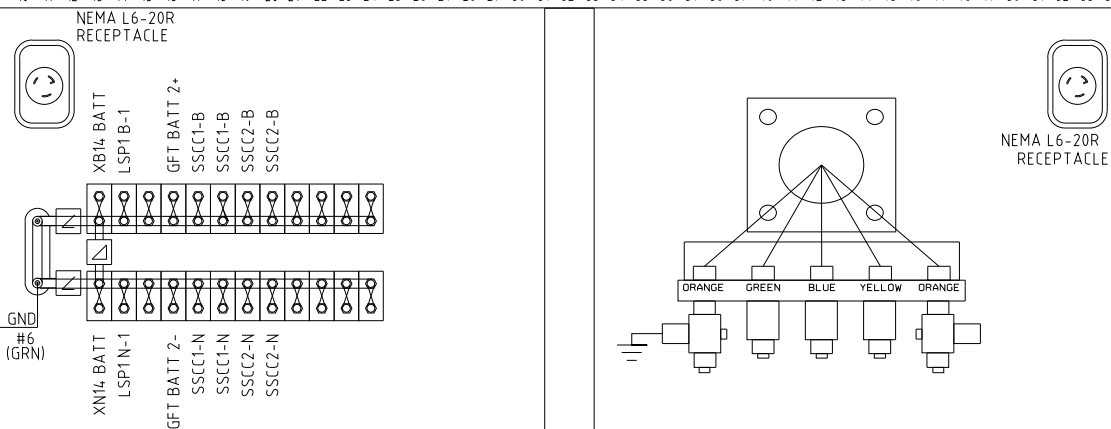 NEMA L6-20R
RECEPTACLE
XB14 BATT
LSP1 B-1
GFT BATT 2+
SSCC1-B
SSCC1-B
SSCC2-B
SSCC2-B
GND
#6
(GRN)
XN14 BATT
LSP1 N-1
GFT BATT 2-
SSCC1-N
SSCC1-N
SSCC2-N
SSCC2-N
NEMA L6-20R
RECEPTACLE
ORANGE GREEN BLUE YELLOW ORANGE